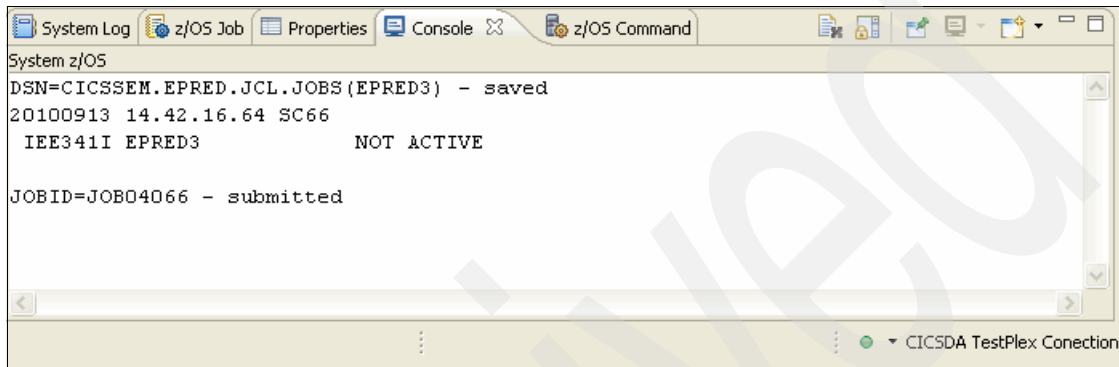 System Log z/OS Job Properties Console z/OS Command
System z/OS
DSN=CICSSEM.EPRED.JCL.JOBS(EPRED3) - saved
20100913 14.42.16.64 SC66
IEE341I EPRED3 NOT ACTIVE
JOBID=JOB04066 - submitted
CICSDA TestPlex Conection